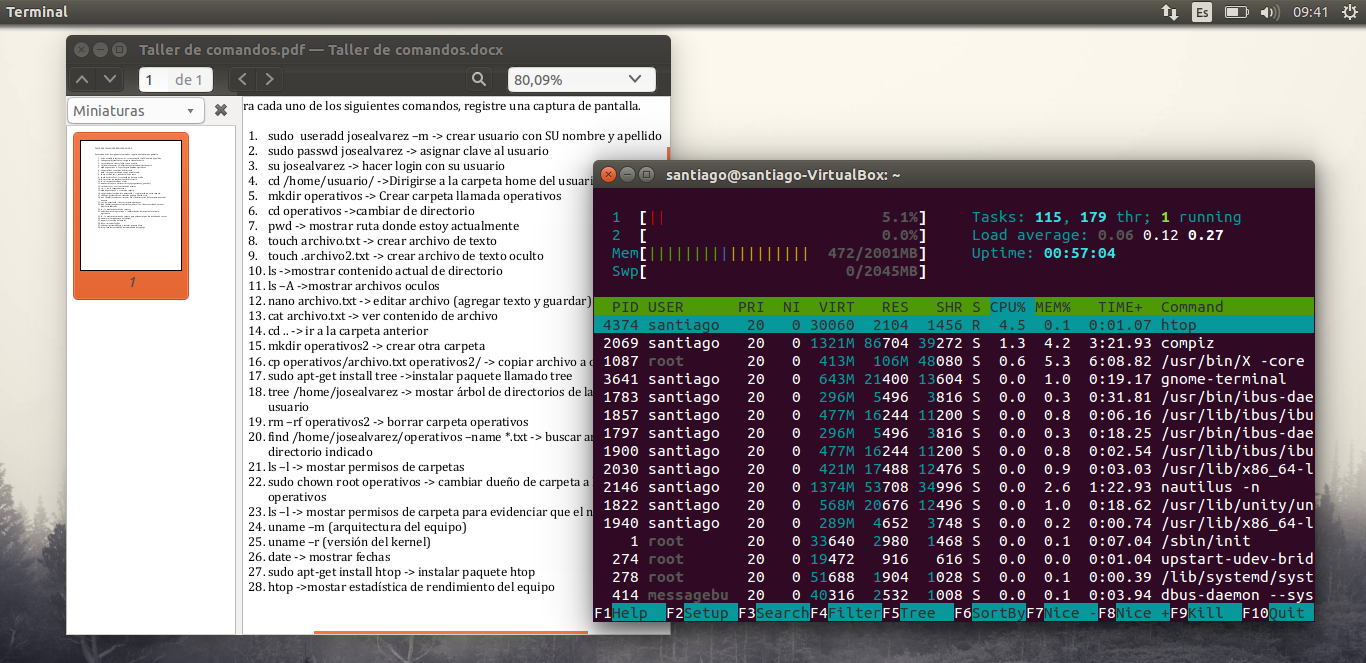 Terminal
Es
09:41
Taller de comandos.pdf — Taller de comandos.docx
1 de 1
80,09%
Miniaturas
1
ra cada uno de los siguientes comandos, registre una captura de pantalla.
1. sudo useradd josealvarez –m -> crear usuario con SU nombre y apellido
2. sudo passwd josealvarez -> asignar clave al usuario
3. su josealvarez -> hacer login con su usuario
4. cd /home/usuario/ ->Dirigirse a la carpeta home del usuari
5. mkdir operativos -> Crear carpeta llamada operativos
6. cd operativos ->cambiar de directorio
7. pwd -> mostrar ruta donde estoy actualmente
8. touch archivo.txt -> crear archivo de texto
9. touch .archivo2.txt -> crear archivo de texto oculto
10. ls ->mostrar contenido actual de directorio
11. ls –A ->mostrar archivos oculos
12. nano archivo.txt -> editar archivo (agregar texto y guardar)
13. cat archivo.txt -> ver contenido de archivo
14. cd .. -> ir a la carpeta anterior
15. mkdir operativos2 -> crear otra carpeta
16. cp operativos/archivo.txt operativos2/ -> copiar archivo a
17. sudo apt-get install tree ->instalar paquete llamado tree
18. tree /home/josealvarez -> mostar árbol de directorios de la
usuario
19. rm –rf operativos2 -> borrar carpeta operativos
20. find /home/josealvarez/operativos –name *.txt -> buscar
directorio indicado
21. ls –l -> mostar permisos de carpetas
22. sudo chown root operativos -> cambiar dueño de carpeta a
operativos
23. ls –l -> mostar permisos de carpeta para evidenciar que el
24. uname –m (arquitectura del equipo)
25. uname –r (versión del kernel)
26. date -> mostrar fechas
27. sudo apt-get install htop -> instalar paquete htop
28. htop ->mostar estadística de rendimiento del equipo
santiago@santiago-VirtualBox: ~
1 [|| 5.1%] Tasks: 115, 179 thr; 1 running
2 [ 0.0%] Load average: 0.06 0.12 0.27
Mem[|||||||||||||||||| 472/2001MB] Uptime: 00:57:04
Swp[ 0/2045MB]
PID USER PRI NI VIRT RES SHR S CPU% MEM% TIME+ Command
4374 santiago 20 0 30060 2104 1456 R 4.5 0.1 0:01.07 htop
2069 santiago 20 0 1321M 86704 39272 S 1.3 4.2 3:21.93 compiz
1087 root 20 0 413M 106M 48080 S 0.6 5.3 6:08.82 /usr/bin/X -core
3641 santiago 20 0 643M 21400 13604 S 0.0 1.0 0:19.17 gnome-terminal
1783 santiago 20 0 296M 5496 3816 S 0.0 0.3 0:31.81 /usr/bin/ibus-dae
1857 santiago 20 0 477M 16244 11200 S 0.0 0.8 0:06.16 /usr/lib/ibus/ibu
1797 santiago 20 0 296M 5496 3816 S 0.0 0.3 0:18.25 /usr/bin/ibus-dae
1900 santiago 20 0 477M 16244 11200 S 0.0 0.8 0:02.54 /usr/lib/ibus/ibu
2030 santiago 20 0 421M 17488 12476 S 0.0 0.9 0:03.03 /usr/lib/x86_64-l
2146 santiago 20 0 1374M 53708 34996 S 0.0 2.6 1:22.93 nautilus -n
1822 santiago 20 0 568M 20676 12496 S 0.0 1.0 0:18.62 /usr/lib/unity/un
1940 santiago 20 0 289M 4652 3748 S 0.0 0.2 0:00.74 /usr/lib/x86_64-l
1 root 20 0 33640 2980 1468 S 0.0 0.1 0:07.04 /sbin/init
274 root 20 0 19472 916 616 S 0.0 0.0 0:01.04 upstart-udev-brid
278 root 20 0 51688 1904 1028 S 0.0 0.1 0:00.39 /lib/systemd/syst
414 messagebu 20 0 40316 2532 1008 S 0.0 0.1 0:03.94 dbus-daemon --sys
F1Help F2Setup F3SearchF4FilterF5Tree F6SortByF7Nice -F8Nice +F9Kill F10Quit